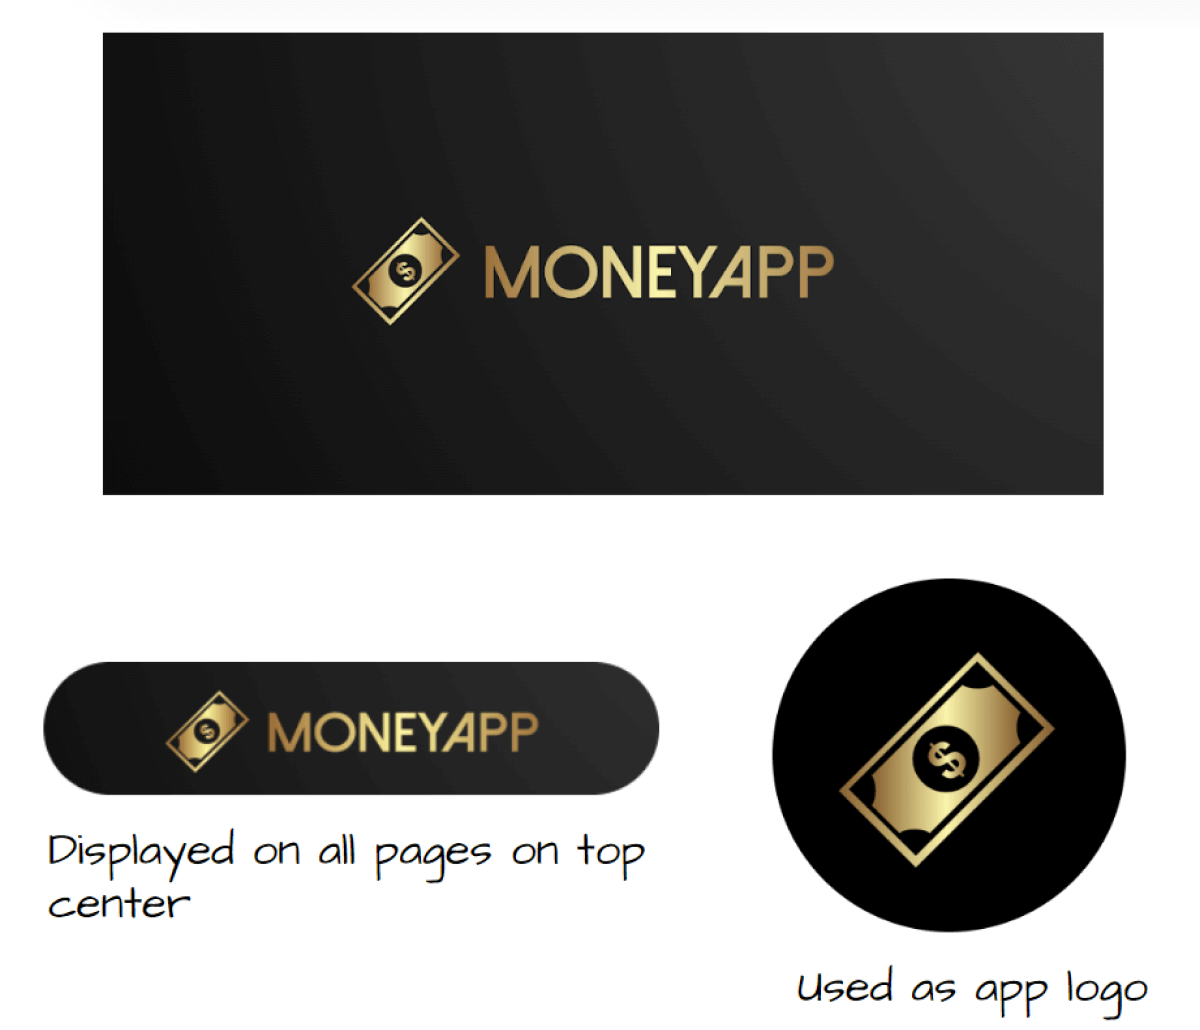 $ MONEYAPP
$ MONEYAPP
$
Displayed on all pages on top
center
Used as app logo